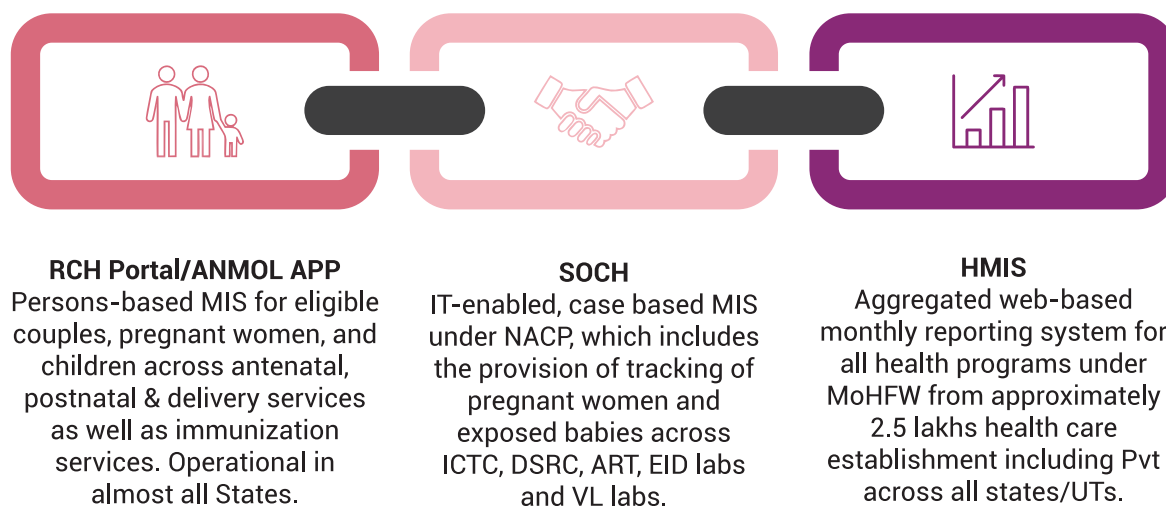 RCH Portal/ANMOL APP
Persons-based MIS for eligible
couples, pregnant women, and
children across antenatal,
postnatal & delivery services
as well as immunization
services. Operational in
almost all States.
SOCH
IT-enabled, case based MIS
under NACP, which includes
the provision of tracking of
pregnant women and
exposed babies across
ICTC, DSRC, ART, EID labs
and VL labs.
HMIS
Aggregated web-based
monthly reporting system for
all health programs under
MoHFW from approximately
2.5 lakhs health care
establishment including Pvt
across all states/UTs.